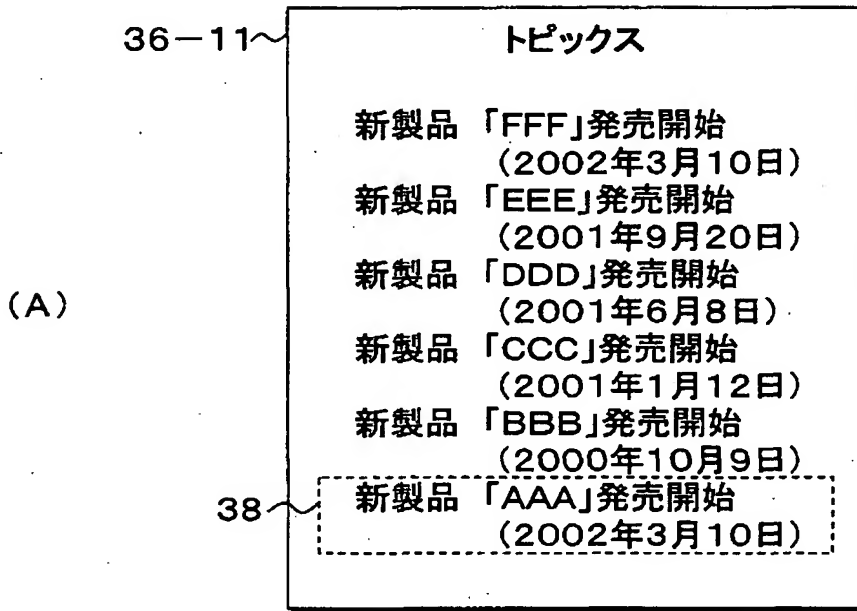 36-11
トピックス
新製品 「FFF」発売開始
(2002年3月10日)
新製品 「EEE」発売開始
(2001年9月20日)
(A)
新製品 「DDD」発売開始
(2001年6月8日)
新製品 「CCC」発売開始
(2001年1月12日)
新製品 「BBB」発売開始
(2000年10月9日)
38
新製品 「AAA」発売開始
(2002年3月10日)